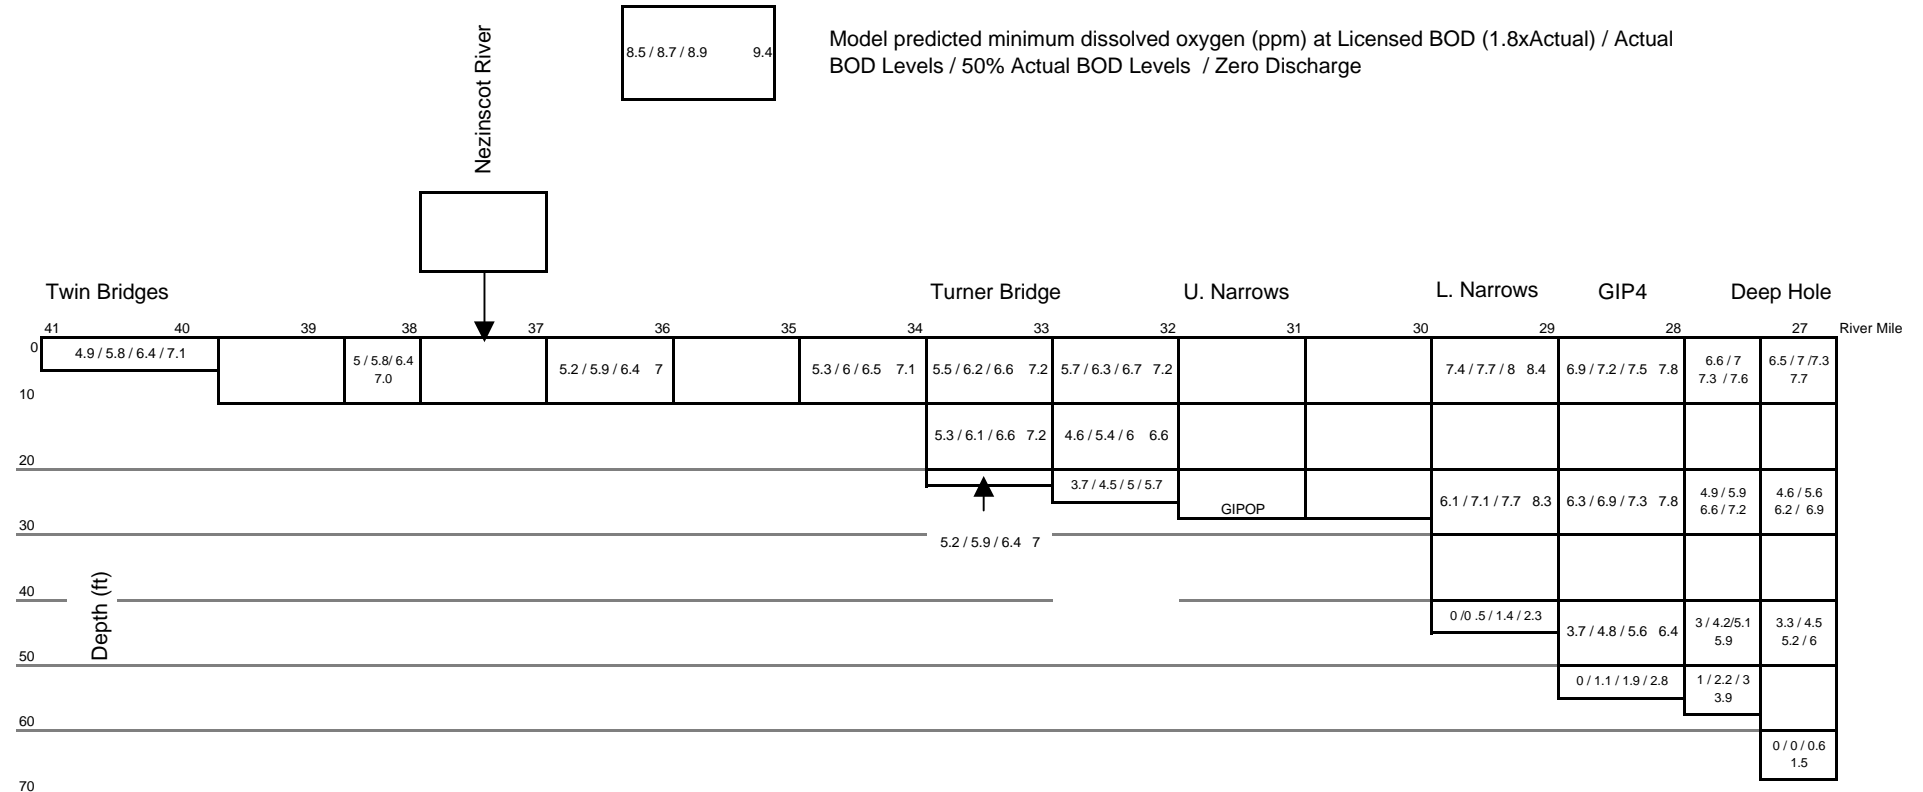 Nezinscot River
8.5 / 8.7 / 8.9 9.4
Model predicted minimum dissolved oxygen (ppm) at Licensed BOD (1.8xActual) / Actual
BOD Levels / 50% Actual BOD Levels / Zero Discharge
Twin Bridges Turner Bridge U. Narrows L. Narrows GIP4 Deep Hole
41 40 39 38 37 36 35 34 33 32 31 30 29 28 27 River Mile
0
4.9 / 5.8 / 6.4 / 7.1
5 / 5.8/ 6.4
7.0
5.2 / 5.9 / 6.4 7
5.3 / 6 / 6.5 7.1
5.5 / 6.2 / 6.6 7.2
5.7 / 6.3 / 6.7 7.2
7.4 / 7.7 / 8 8.4
6.9 / 7.2 / 7.5 7.8
6.6 / 7
7.3 / 7.6
6.5 / 7 /7.3
7.7
10
5.3 / 6.1 / 6.6 7.2
4.6 / 5.4 / 6 6.6
20
3.7 / 4.5 / 5 / 5.7
GIPOP
6.1 / 7.1 / 7.7 8.3
6.3 / 6.9 / 7.3 7.8
4.9 / 5.9
6.6 / 7.2
4.6 / 5.6
6.2 / 6.9
30
5.2 / 5.9 / 6.4 7
40
Depth (ft)
0 /0 .5 / 1.4 / 2.3
3.7 / 4.8 / 5.6 6.4
3 / 4.2/5.1
5.9
3.3 / 4.5
5.2 / 6
50
0 / 1.1 / 1.9 / 2.8
1 / 2.2 / 3
3.9
60
0 / 0 / 0.6
1.5
70